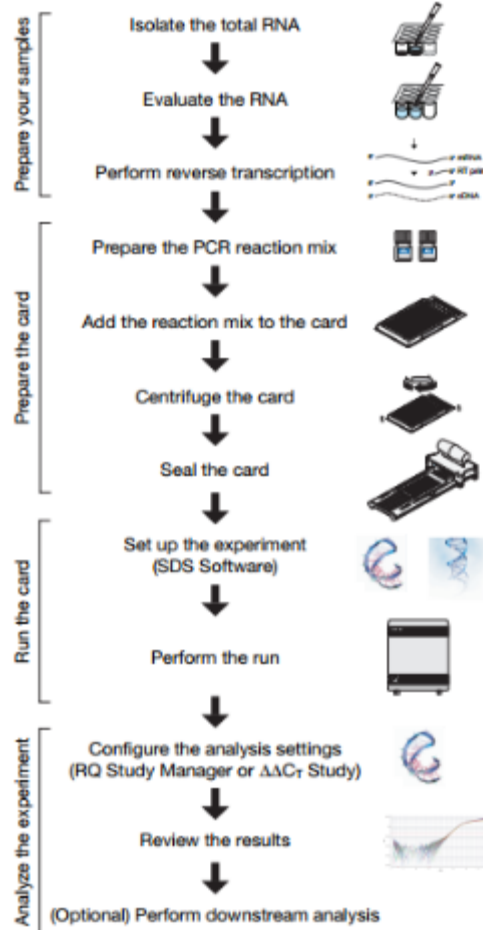 Prepare your samples
Isolate the total RNA
Evaluate the RNA
Perform reverse transcription
mRNA
cDNA
Prepare the card
Prepare the PCR reaction mix
Add the reaction mix to the card
Centrifuge the card
Seal the card
Run the card
Set up the experiment
(SDS Software)
Perform the run
Analyze the experiment
Configure the analysis settings
(RQ Study Manager or ΔΔCT Study)
Review the results
(Optional) Perform downstream analysis